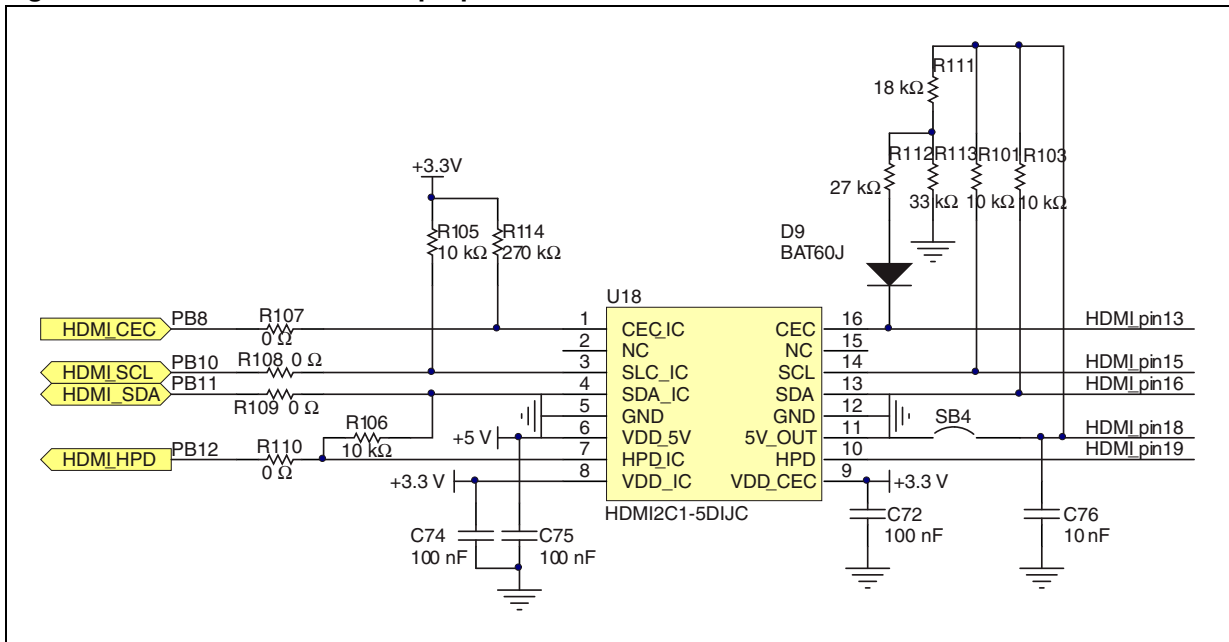 R111
18 kΩ
R112 R113 R101 R103
27 kΩ
33 kΩ 10 kΩ 10 kΩ
+3.3V
R105 R114
10 kΩ 270 kΩ
D9
BAT60J
U18
HDMI_CEC PB8 R107 0 Ω
1 CEC_IC CEC 16 HDMI_pin13
2 NC NC 15
HDMI_SCL PB10 R108 0 Ω
3 SLC_IC SCL 14 HDMI_pin15
HDMI_SDA PB11 R109 0 Ω
4 SDA_IC SDA 13 HDMI_pin16
5 GND GND 12
SB4
+5 V 6 VDD_5V 5V_OUT 11 HDMI_pin18
R106
10 kΩ
HDMI_HPD PB12 R110 0 Ω
7 HPD_IC HPD 10 HDMI_pin19
+3.3 V 8 VDD_IC VDD_CEC 9 +3.3 V
HDMI2C1-5DIJC
C74 C75 C72 C76
100 nF 100 nF 100 nF 10 nF